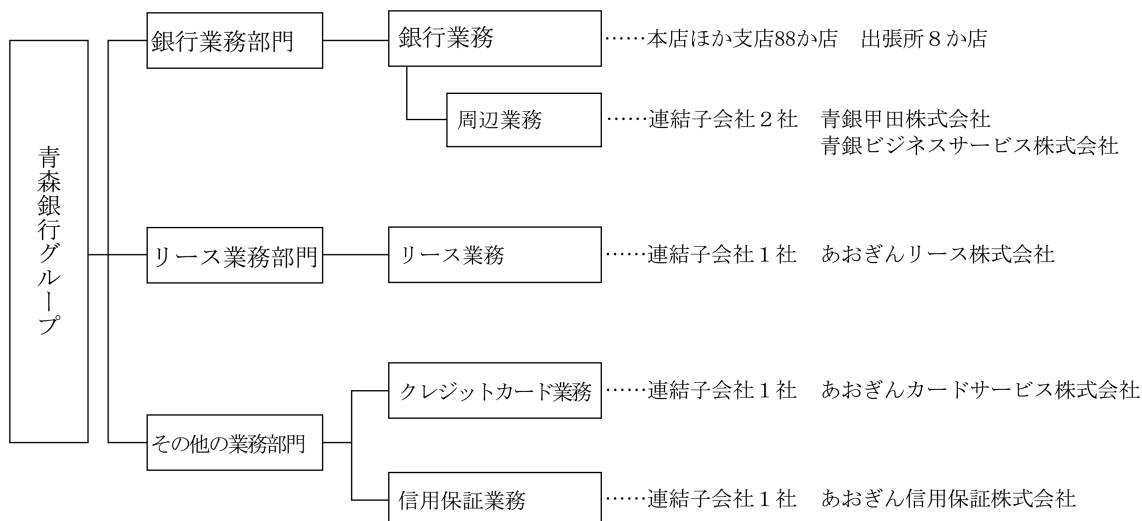 青森銀行グループ
銀行業務部門
銀行業務
……本店ほか支店88か店　出張所８か店
周辺業務
……連結子会社２社　青銀甲田株式会社
青銀ビジネスサービス株式会社
リース業務部門
リース業務
……連結子会社１社　あおぎんリース株式会社
その他の業務部門
クレジットカード業務
……連結子会社１社　あおぎんカードサービス株式会社
信用保証業務
……連結子会社１社　あおぎん信用保証株式会社